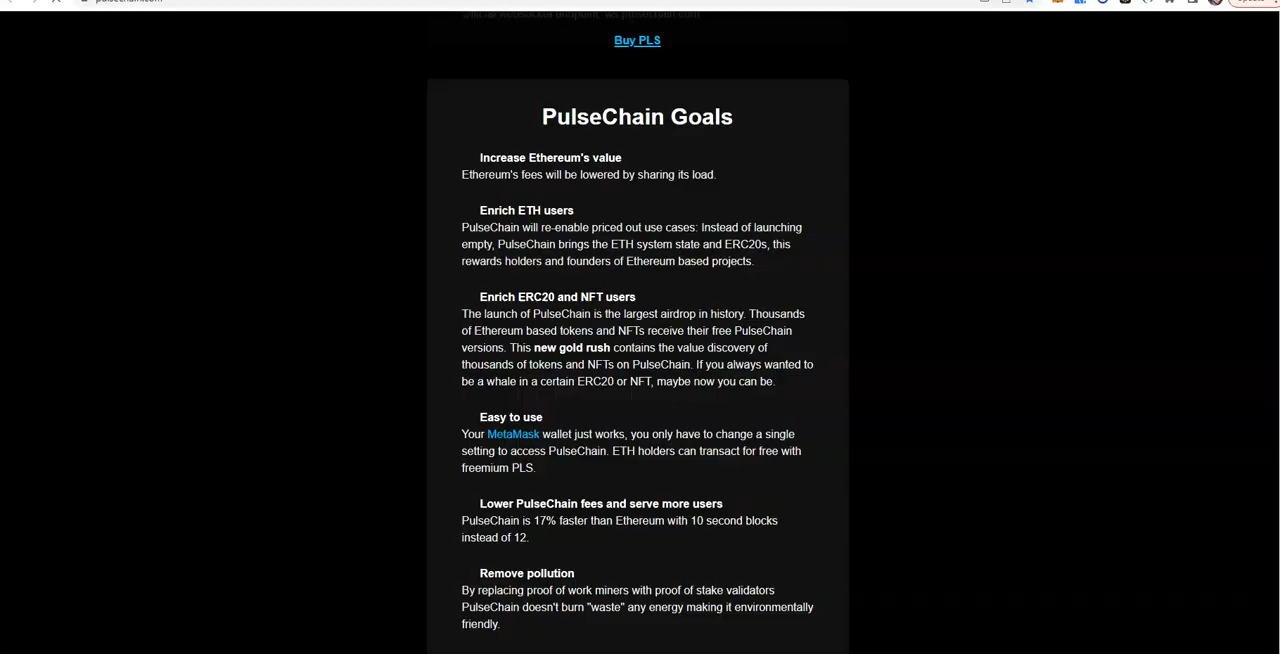 pulsechain.com
Buy PLS
PulseChain Goals
Increase Ethereum's value
Ethereum's fees will be lowered by sharing its load.
Enrich ETH users
PulseChain will re-enable priced out use cases: Instead of launching
empty, PulseChain brings the ETH system state and ERC20s, this
rewards holders and founders of Ethereum based projects.
Enrich ERC20 and NFT users
The launch of PulseChain is the largest airdrop in history. Thousands
of Ethereum based tokens and NFTs receive their free PulseChain
versions. This new gold rush contains the value discovery of
thousands of tokens and NFTs on PulseChain. If you always wanted to
be a whale in a certain ERC20 or NFT, maybe now you can be.
Easy to use
Your MetaMask wallet just works, you only have to change a single
setting to access PulseChain. ETH holders can transact for free with
freemium PLS.
Lower PulseChain fees and serve more users
PulseChain is 17% faster than Ethereum with 10 second blocks
instead of 12.
Remove pollution
By replacing proof of work miners with proof of stake validators
PulseChain doesn't burn "waste" any energy making it environmentally
friendly.